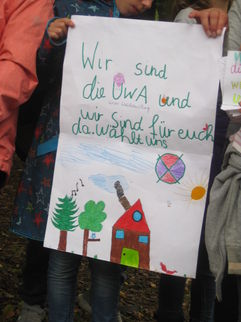 Wir sind
die UWA und
wir sind für euch
da. Wählt uns